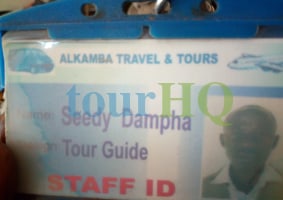 ALKAMBA TRAVEL & TOURS
tourHQ
Name: Seedy Dampha
Tour Guide
STAFF ID